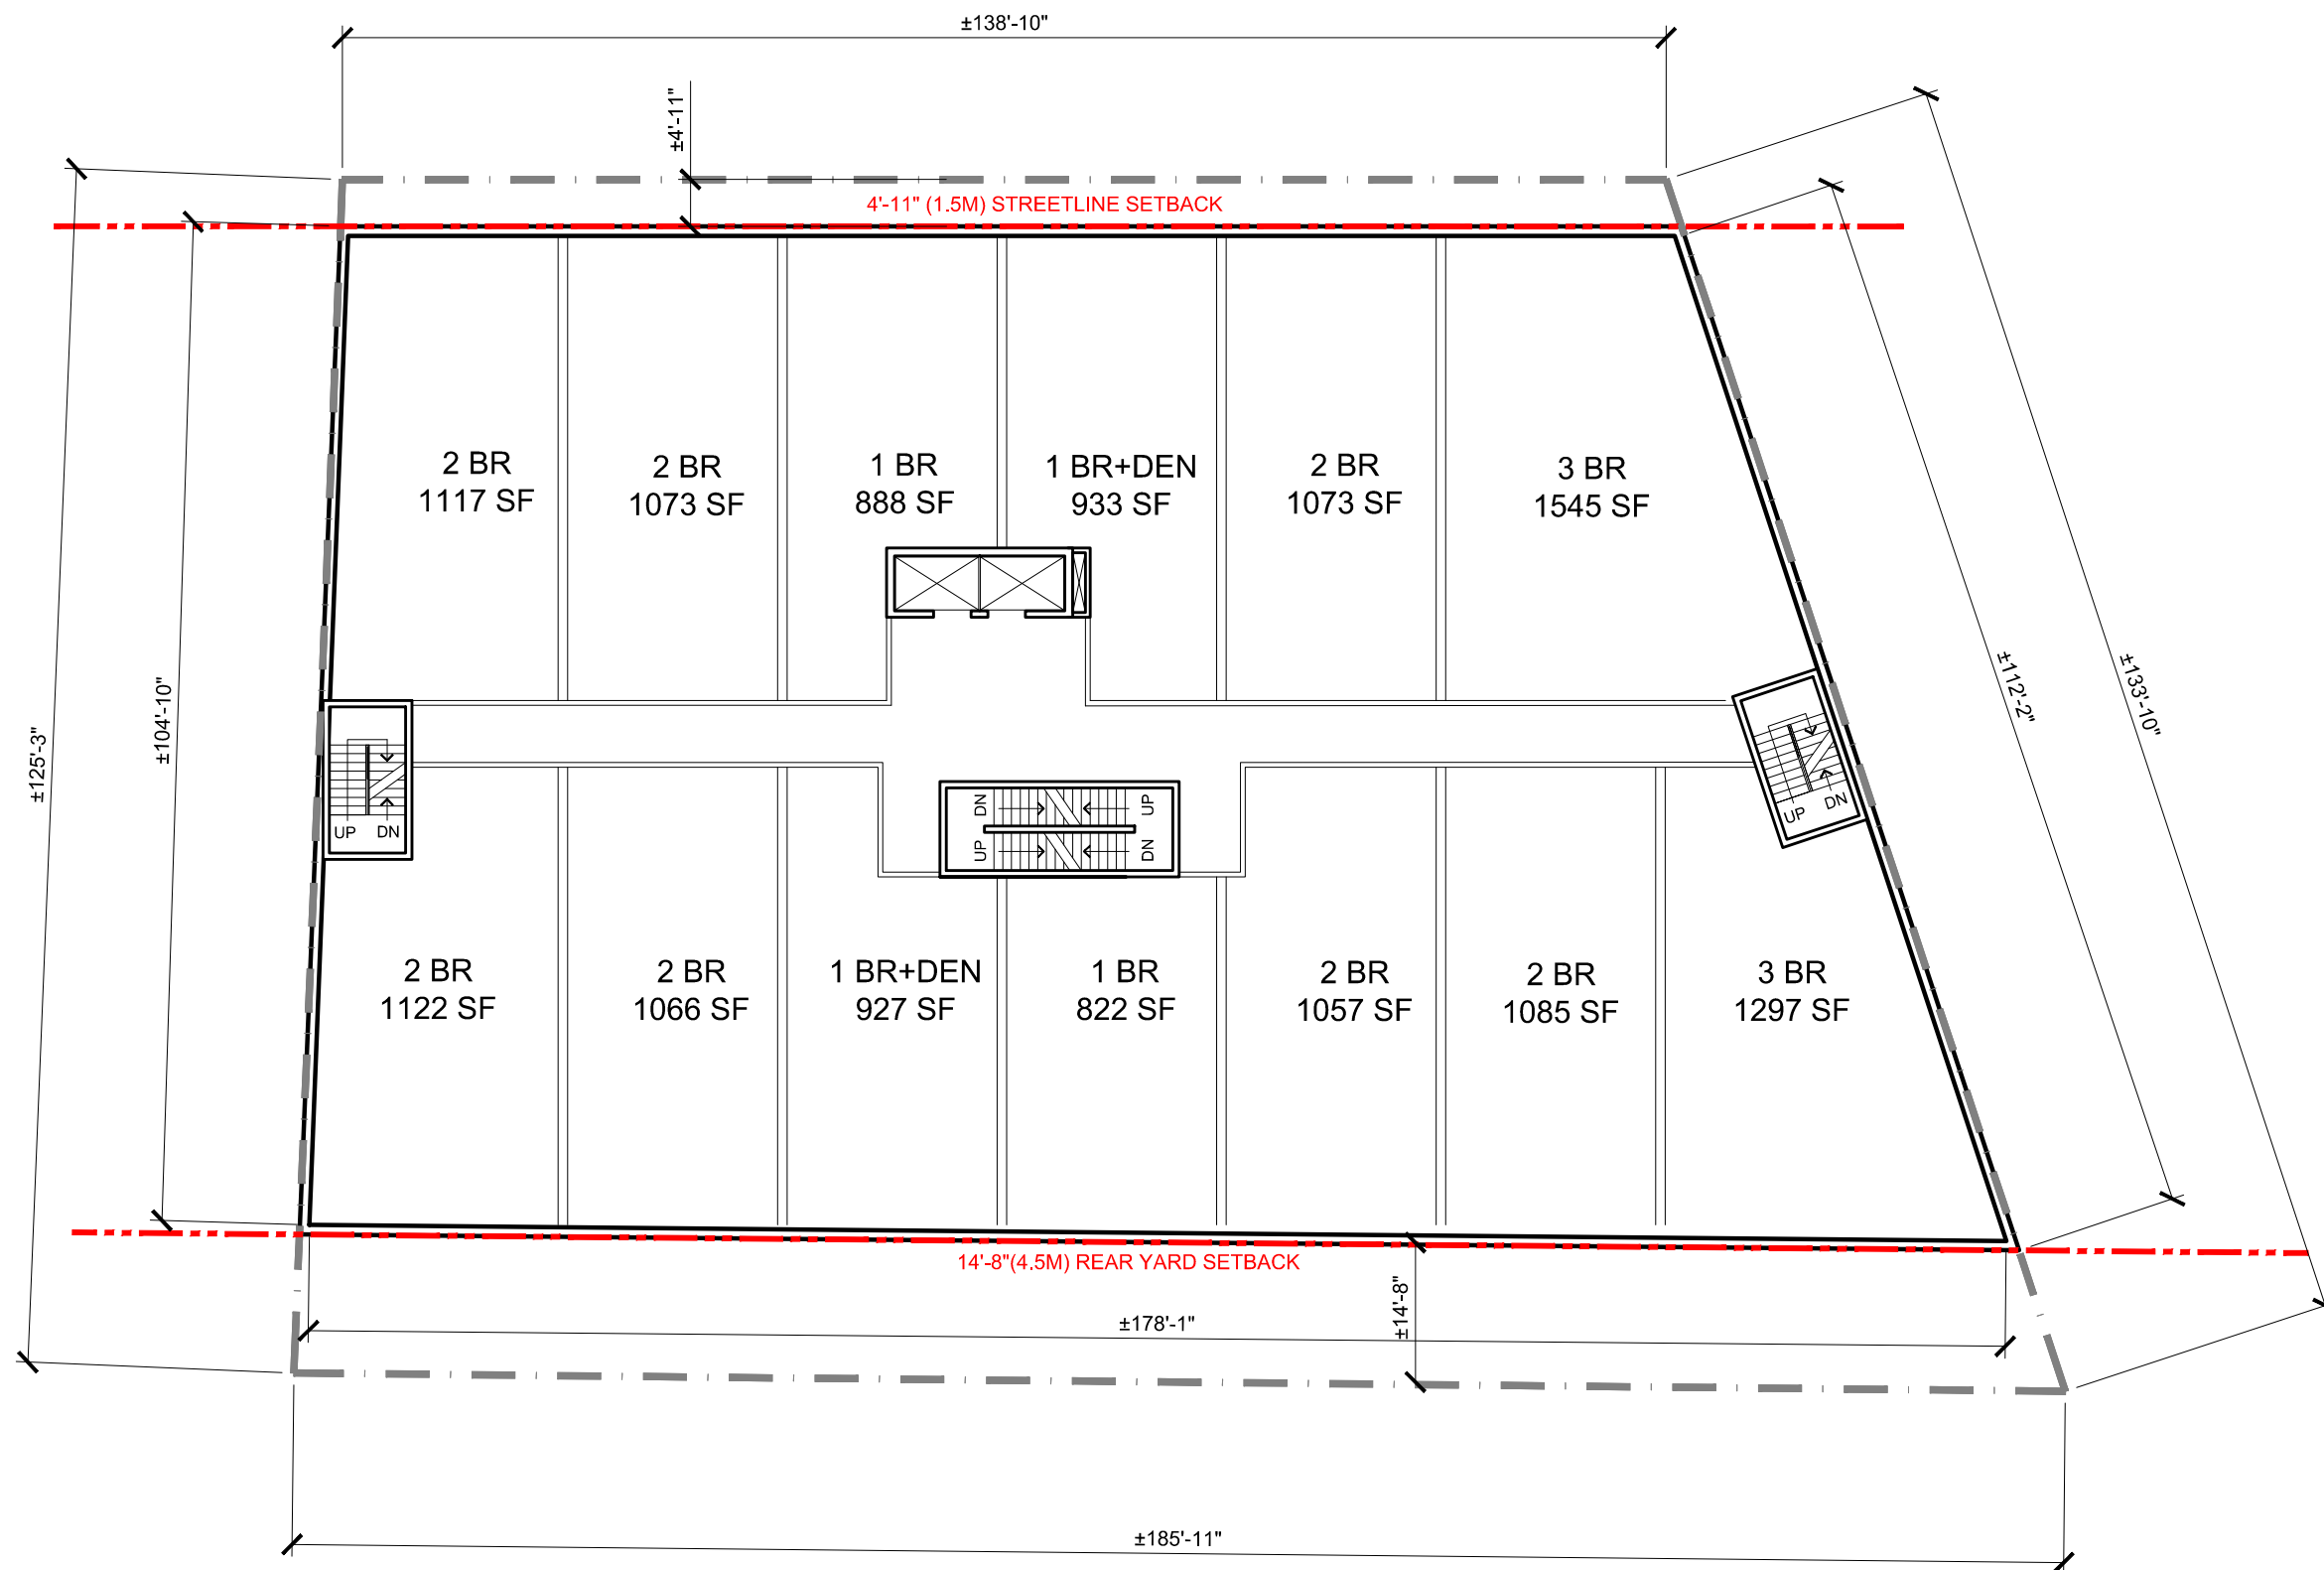 ±138'-10"
±4'-11"
4'-11" (1.5M) STREETLINE SETBACK
2 BR
1117 SF
2 BR
1073 SF
1 BR
888 SF
1 BR+DEN
933 SF
2 BR
1073 SF
3 BR
1545 SF
±125'-3"
±104'-10"
±112'-2"
±133'-10"
UP DN
DN
UP
UP
DN
UP DN
2 BR
1122 SF
2 BR
1066 SF
1 BR+DEN
927 SF
1 BR
822 SF
2 BR
1057 SF
2 BR
1085 SF
3 BR
1297 SF
14'-8"(4.5M) REAR YARD SETBACK
±14'-8"
±178'-1"
±185'-11"